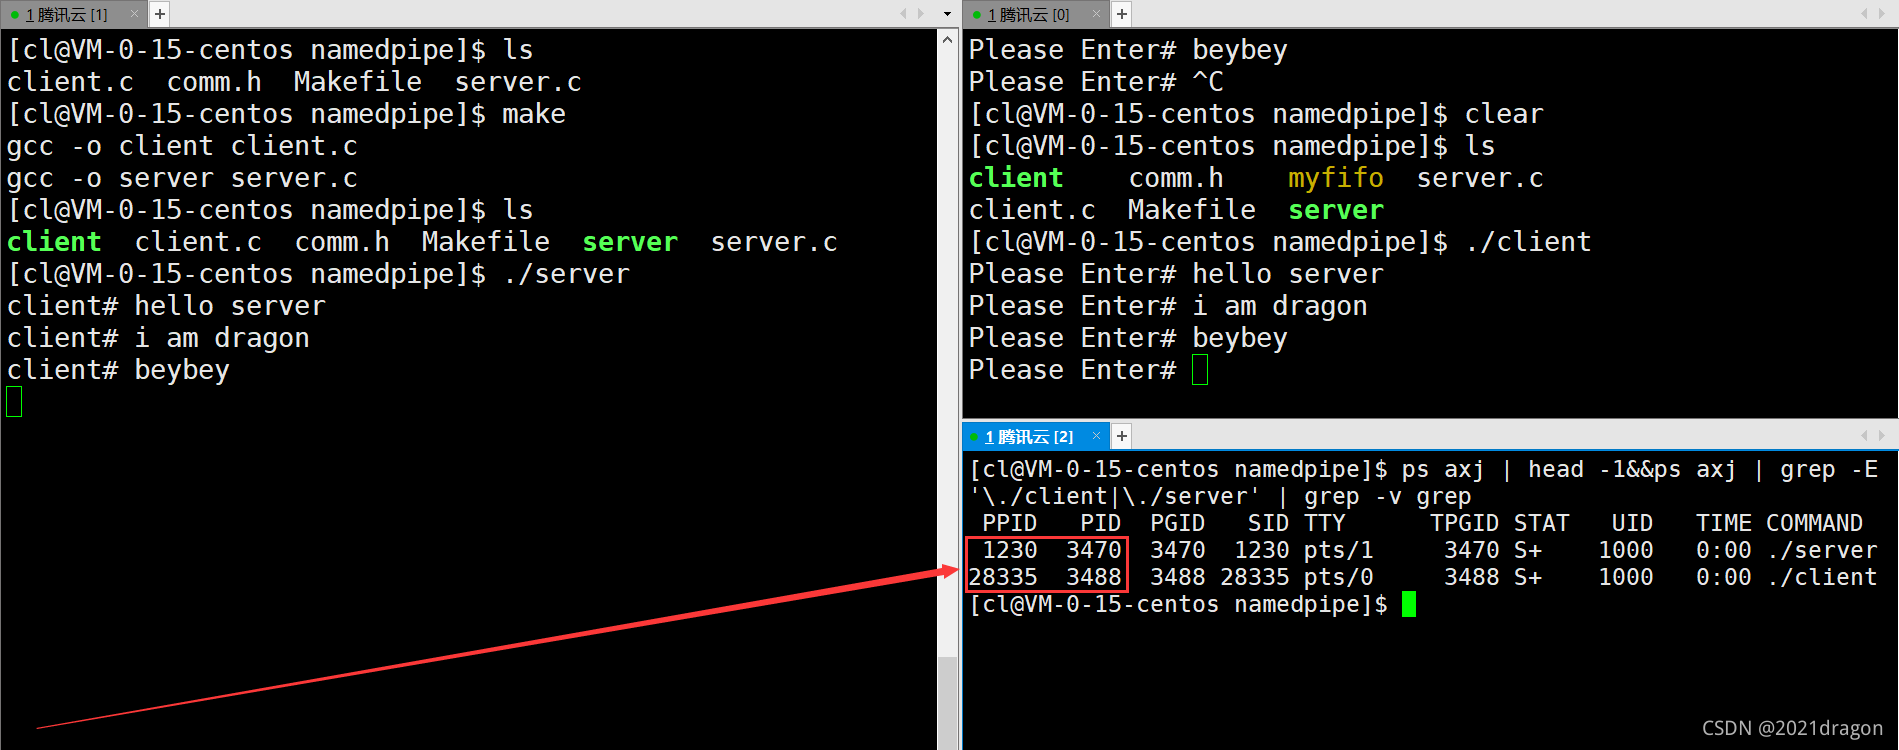 1 腾讯云 [1]
[cl@VM-0-15-centos namedpipe]$ ls
client.c  comm.h  Makefile  server.c
[cl@VM-0-15-centos namedpipe]$ make
gcc -o client client.c
gcc -o server server.c
[cl@VM-0-15-centos namedpipe]$ ls
client  client.c  comm.h  Makefile  server  server.c
[cl@VM-0-15-centos namedpipe]$ ./server
client# hello server
client# i am dragon
client# beybey
1 腾讯云 [0]
Please Enter# beybey
Please Enter# ^C
[cl@VM-0-15-centos namedpipe]$ clear
[cl@VM-0-15-centos namedpipe]$ ls
client    comm.h    myfifo  server.c
client.c  Makefile  server
[cl@VM-0-15-centos namedpipe]$ ./client
Please Enter# hello server
Please Enter# i am dragon
Please Enter# beybey
Please Enter#
1 腾讯云 [2]
[cl@VM-0-15-centos namedpipe]$ ps axj | head -1&&ps axj | grep -E
'\./client|\./server' | grep -v grep
PPID   PID  PGID   SID TTY      TPGID STAT   UID   TIME COMMAND
1230  3470  3470  1230 pts/1     3470 S+    1000   0:00 ./server
28335  3488  3488 28335 pts/0     3488 S+    1000   0:00 ./client
[cl@VM-0-15-centos namedpipe]$
CSDN @2021dragon